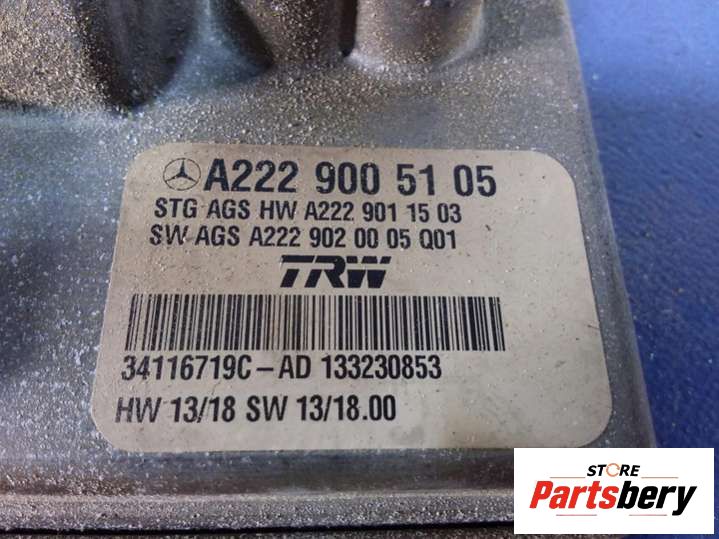 A222 900 51 05
STG AGS HW A222 901 15 03
SW AGS A222 902 00 05 Q01
TRW
34116719C-AD 133230853
HW 13/18 SW 13/18.00
STORE
Partsbery